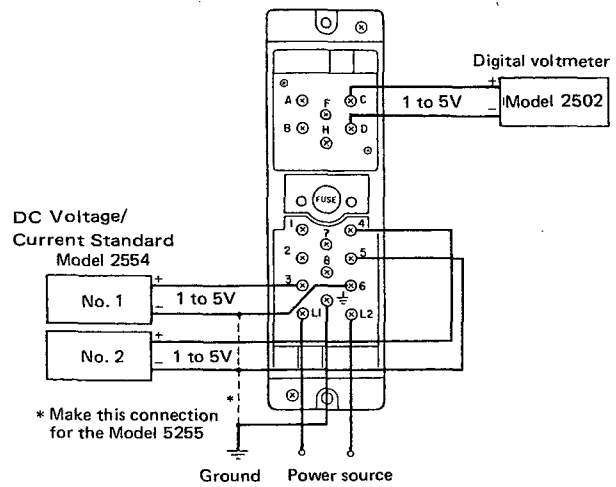 Digital voltmeter
A
F
C
+
1 to 5V
Model 2502
B
H
D
−
FUSE
DC Voltage/
Current Standard
Model 2554
1
7
4
2
8
5
3
6
+
No. 1
1 to 5V
−
L1
L2
+
No. 2
1 to 5V
−
*
* Make this connection
for the Model 5255
Ground
Power source